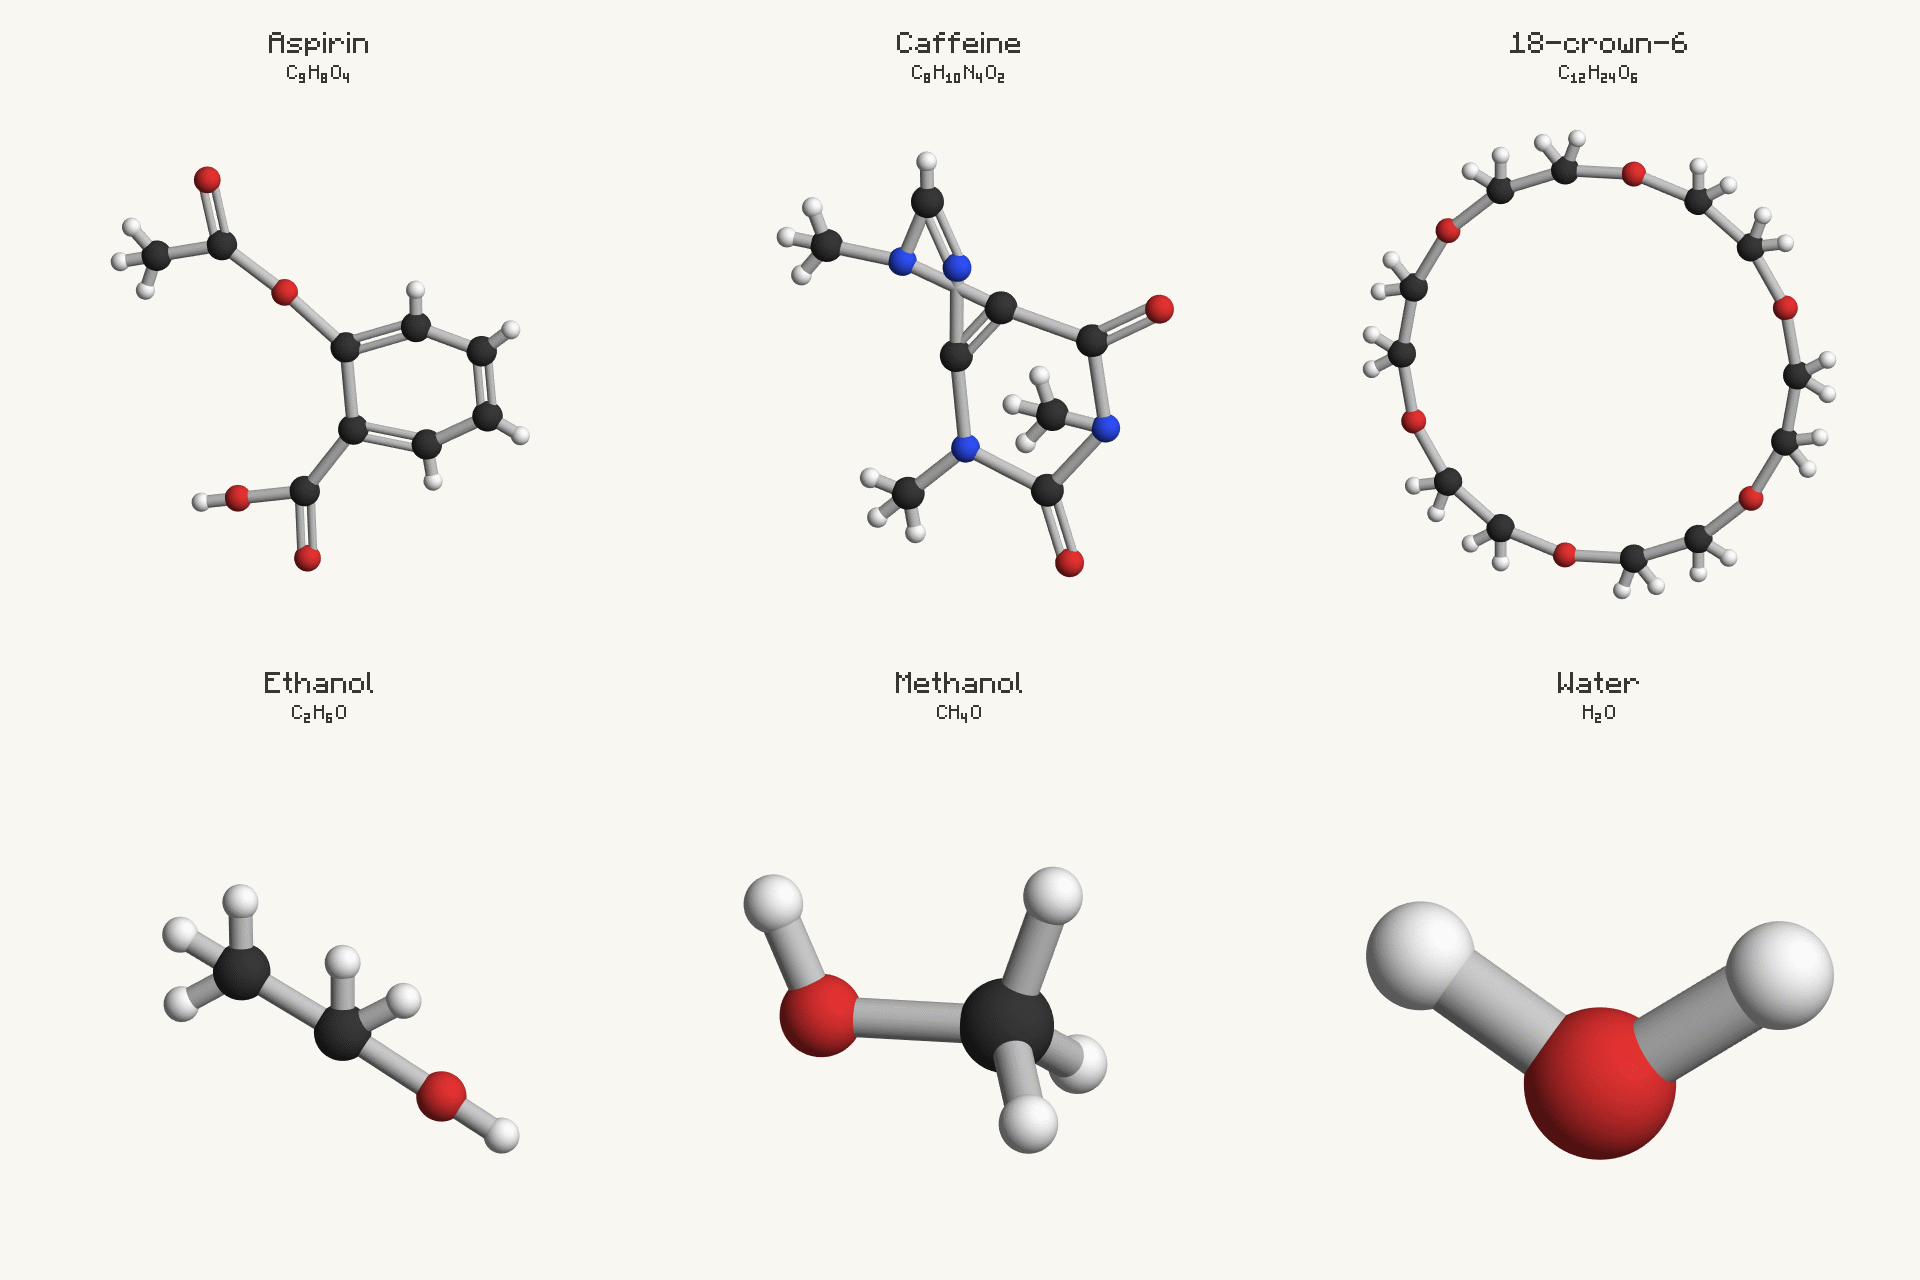 Aspirin
C₉H₈O₄
Caffeine
C₈H₁₀N₄O₂
18-crown-6
C₁₂H₂₄O₆
Ethanol
C₂H₆O
Methanol
CH₄O
Water
H₂O